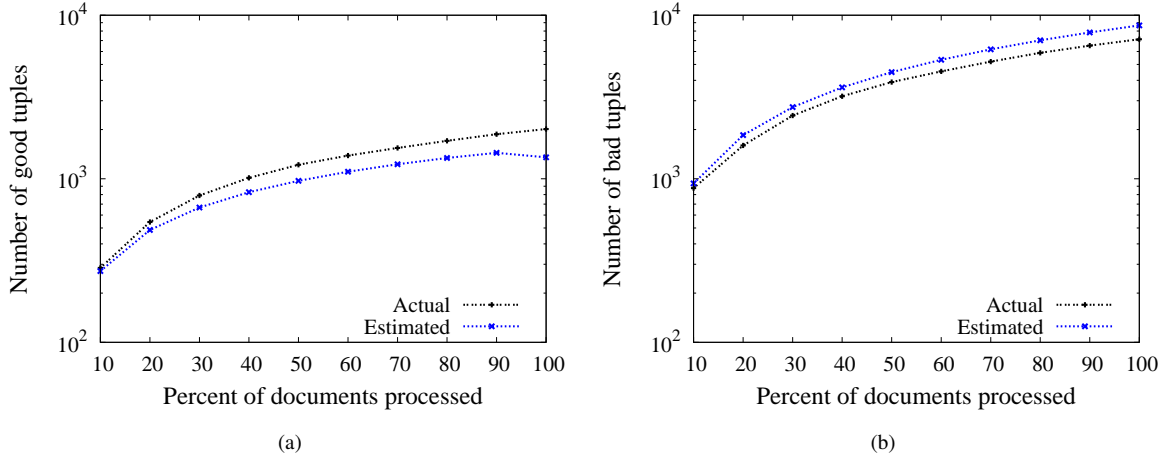 Number of good tuples
10^4
10^3
10^2
Actual
Estimated
10 20 30 40 50 60 70 80 90 100
Percent of documents processed
(a)
Number of bad tuples
10^4
10^3
10^2
Actual
Estimated
10 20 30 40 50 60 70 80 90 100
Percent of documents processed
(b)